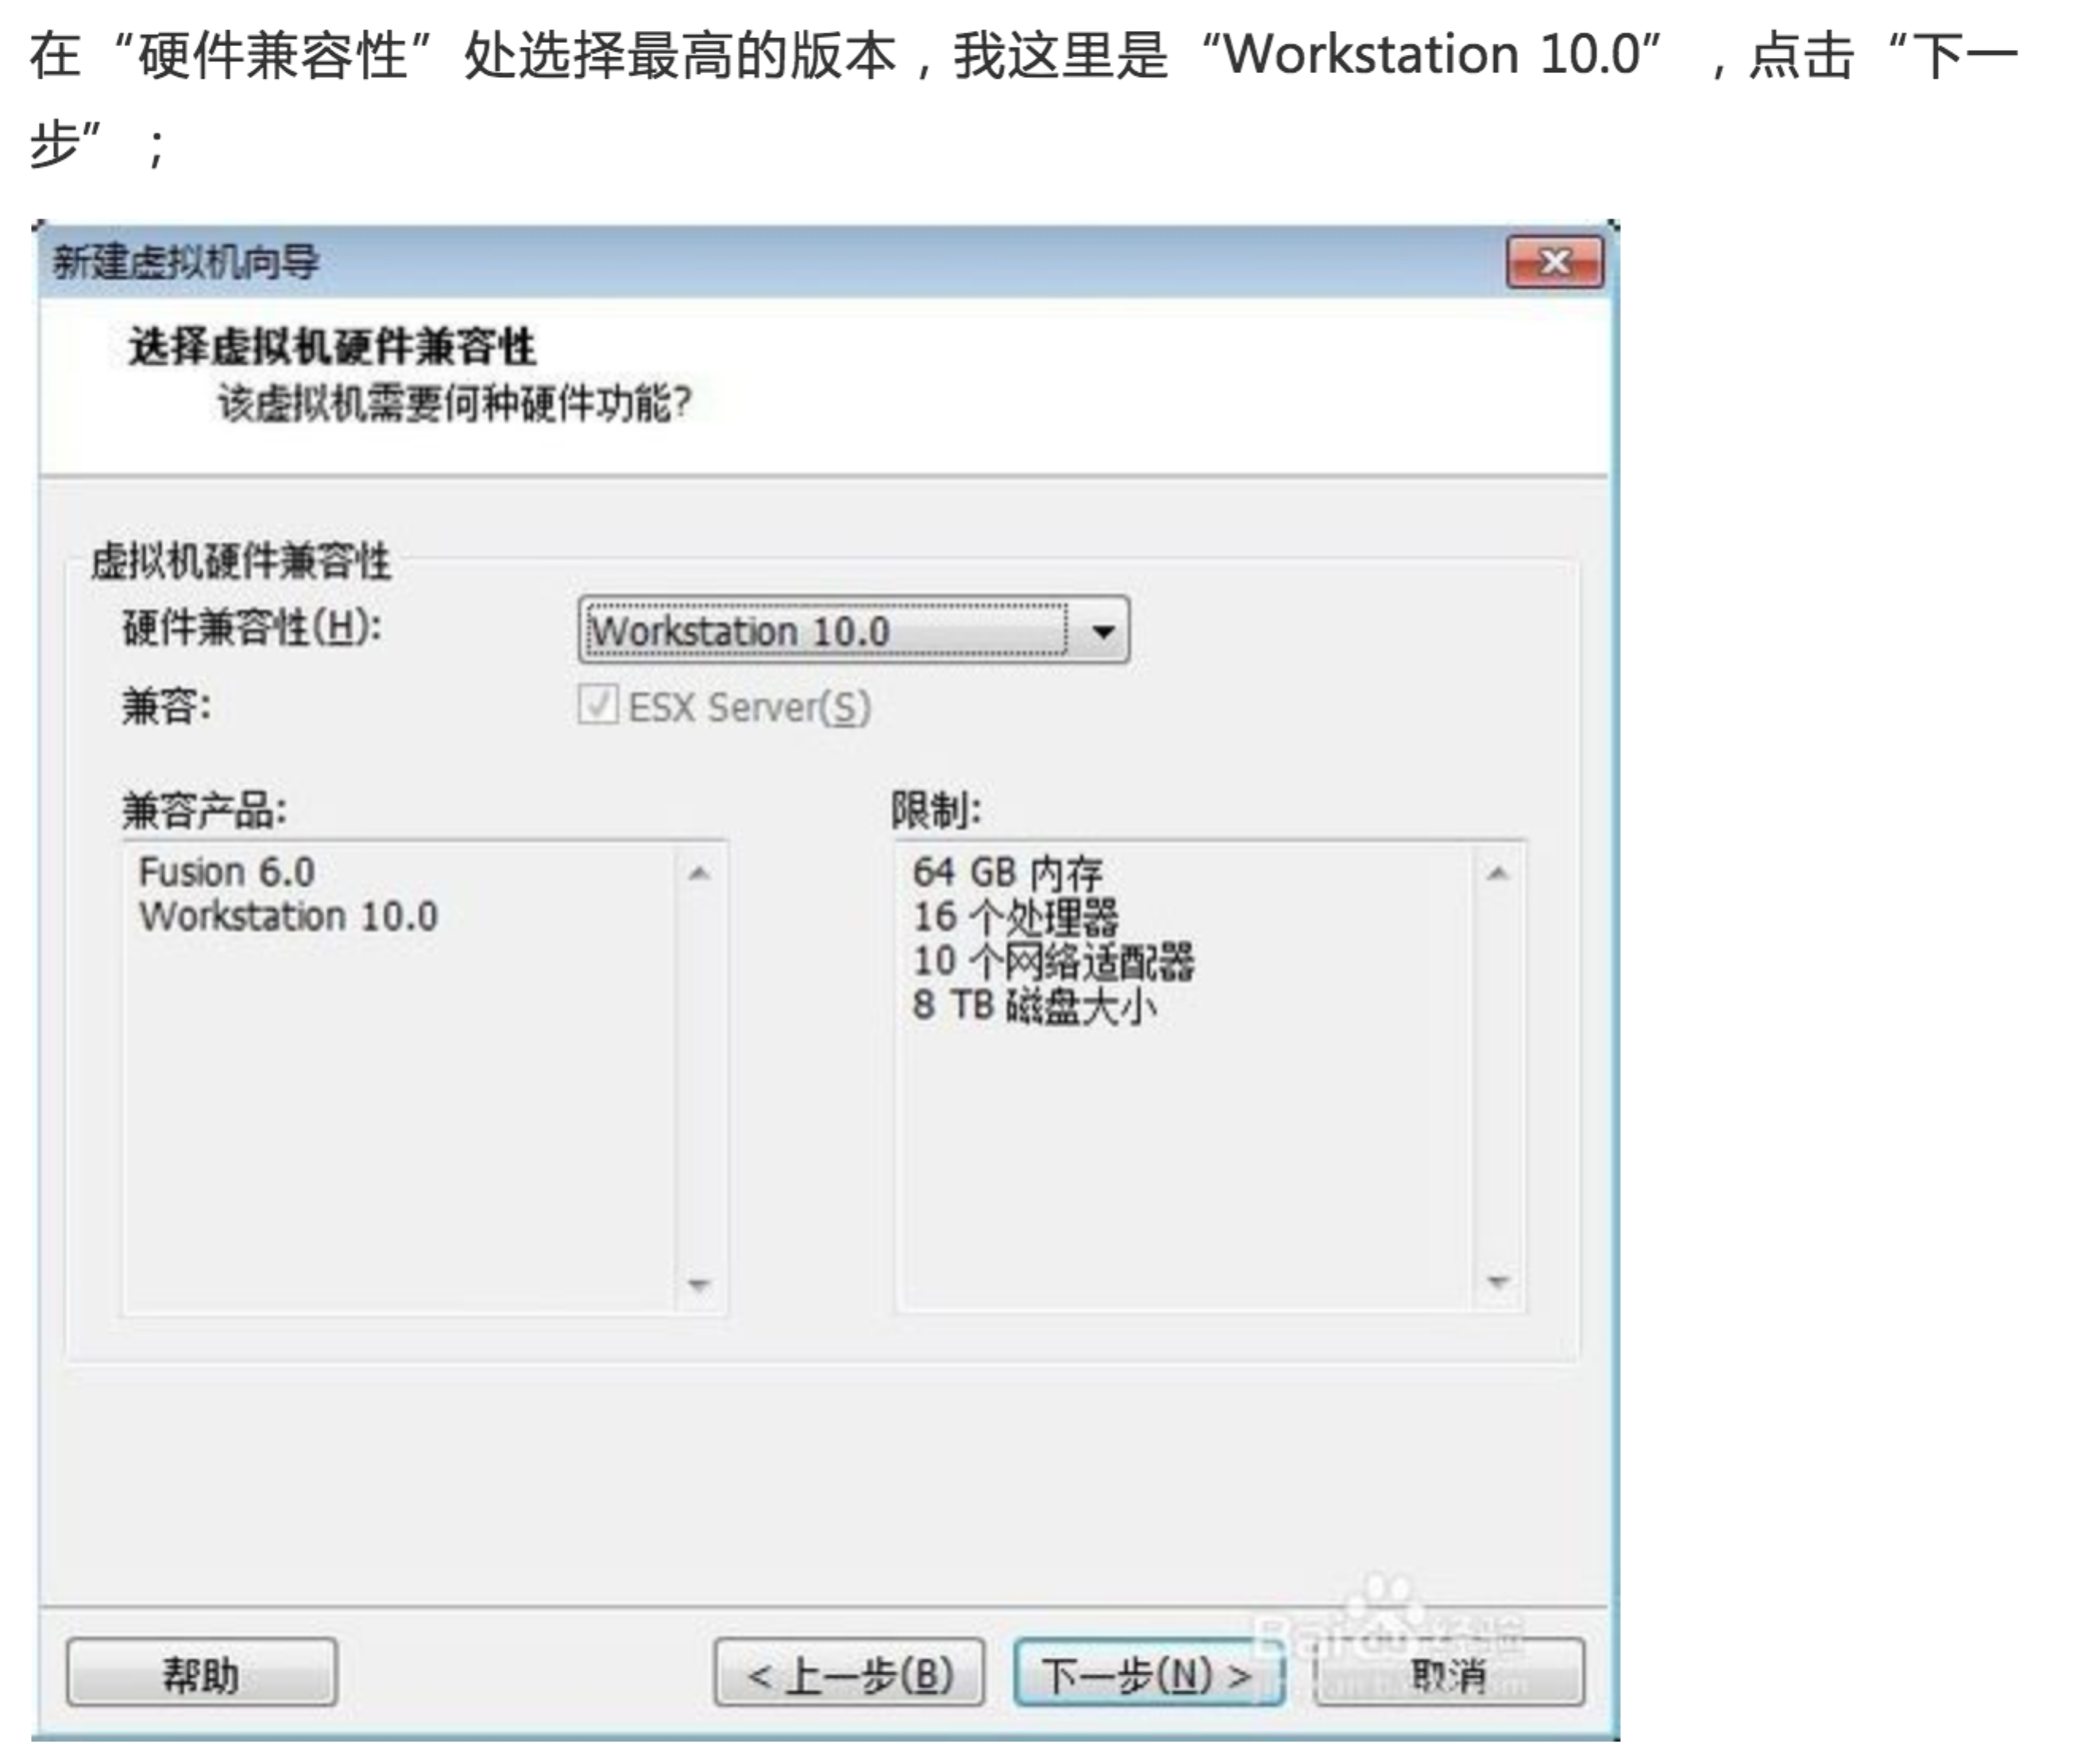 在“硬件兼容性”处选择最高的版本，我这里是“Workstation 10.0”，点击“下一
步”；
新建虚拟机向导
选择虚拟机硬件兼容性
该虚拟机需要何种硬件功能?
虚拟机硬件兼容性
硬件兼容性(H): Workstation 10.0
兼容: ESX Server(S)
兼容产品:
Fusion 6.0
Workstation 10.0
限制:
64 GB 内存
16 个处理器
10 个网络适配器
8 TB 磁盘大小
Baidu 经验
帮助 < 上一步(B) 下一步(N) > 取消